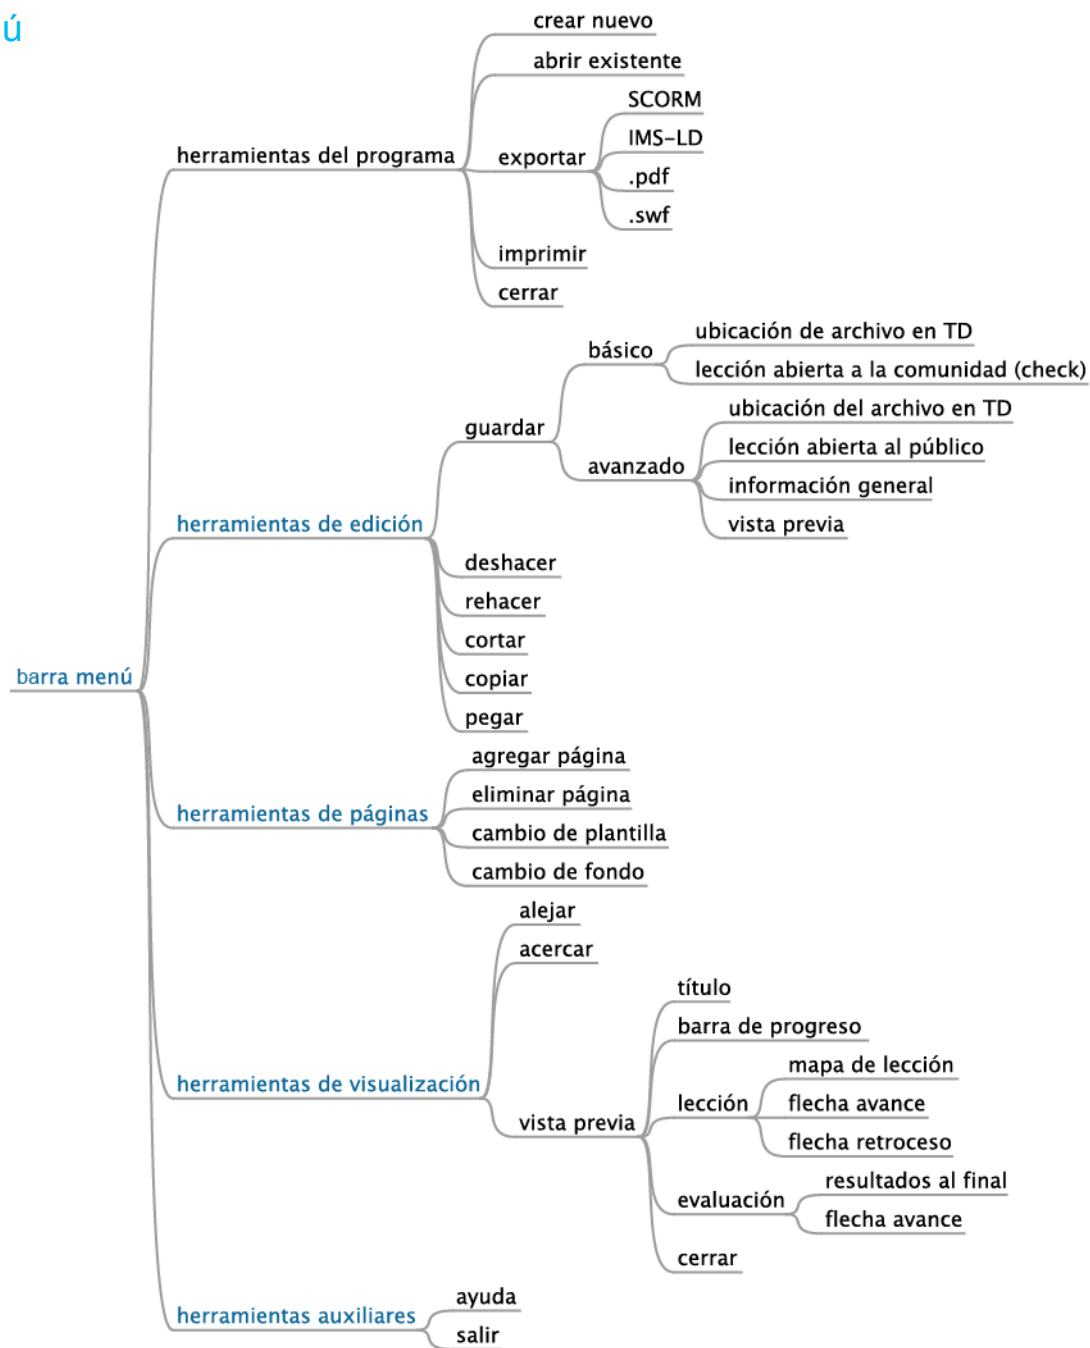 ú
crear nuevo
abrir existente
SCORM
IMS-LD
herramientas del programa
exportar
.pdf
.swf
imprimir
cerrar
ubicación de archivo en TD
básico
lección abierta a la comunidad (check)
ubicación del archivo en TD
guardar
lección abierta al público
avanzado
información general
herramientas de edición
vista previa
deshacer
rehacer
cortar
barra menú
copiar
pegar
agregar página
eliminar página
herramientas de páginas
cambio de plantilla
cambio de fondo
alejar
acercar
título
barra de progreso
mapa de lección
herramientas de visualización
lección
flecha avance
vista previa
flecha retroceso
resultados al final
evaluación
flecha avance
cerrar
ayuda
herramientas auxiliares
salir